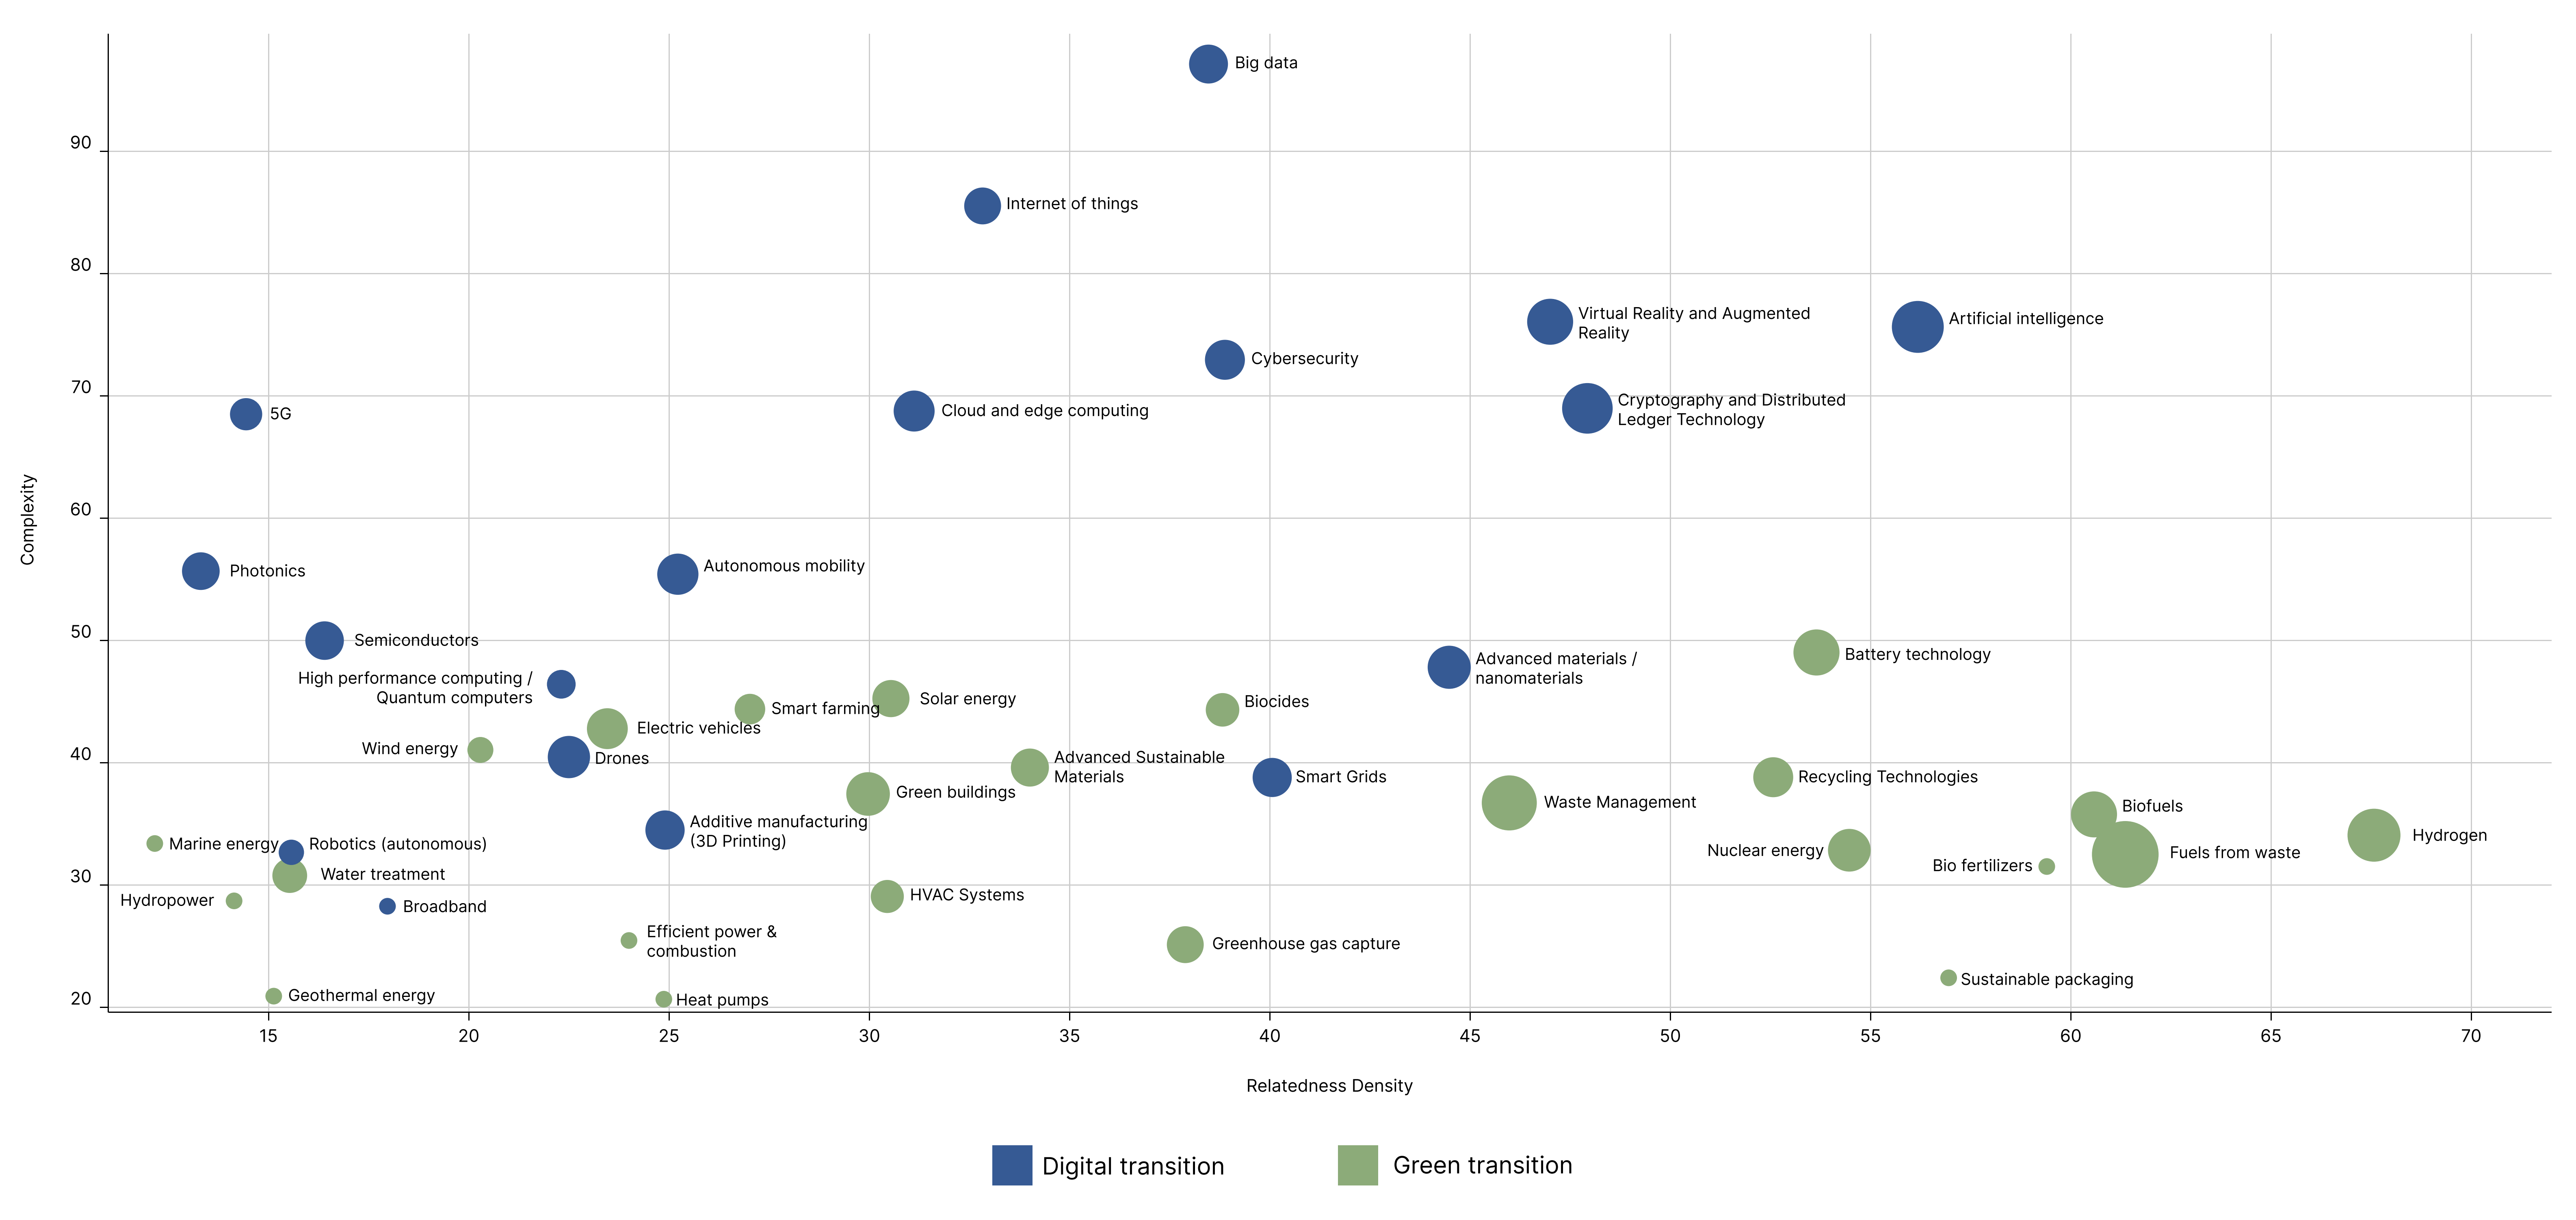 Big data
90
Internet of things
80
Virtual Reality and Augmented
Reality
Artificial intelligence
Cybersecurity
70
Cryptography and Distributed
Ledger Technology
5G
Cloud and edge computing
60
Complexity
Photonics
Autonomous mobility
50
Semiconductors
Battery technology
Advanced materials /
nanomaterials
High performance computing /
Quantum computers
Solar energy
Biocides
Smart farming
Electric vehicles
Wind energy
40
Drones
Advanced Sustainable
Materials
Smart Grids
Recycling Technologies
Green buildings
Waste Management
Biofuels
Additive manufacturing
(3D Printing)
Hydrogen
Marine energy
Robotics (autonomous)
Nuclear energy
Fuels from waste
Bio fertilizers
30
Water treatment
HVAC Systems
Hydropower
Broadband
Efficient power &
combustion
Greenhouse gas capture
Sustainable packaging
20
Geothermal energy
Heat pumps
15 20 25 30 35 40 45 50 55 60 65 70
Relatedness Density
Digital transition
Green transition